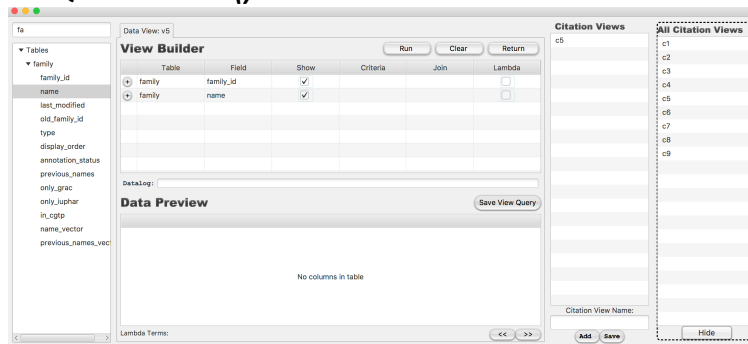 fa
▼ Tables
▼ family
family_id
name
last_modified
old_family_id
type
display_order
annotation_status
previous_names
only_grac
only_iuphar
in_cgtp
name_vector
previous_names_vect
Data View: v5
View Builder
Run Clear Return
Table Field Show Criteria Join Lambda
family family_id
family name
Datalog:
Data Preview
Save View Query
No columns in table
Lambda Terms:
<< >>
Citation Views
c5
Citation View Name:
Add Save
All Citation Views
c1
c2
c3
c4
c5
c6
c7
c8
c9
Hide